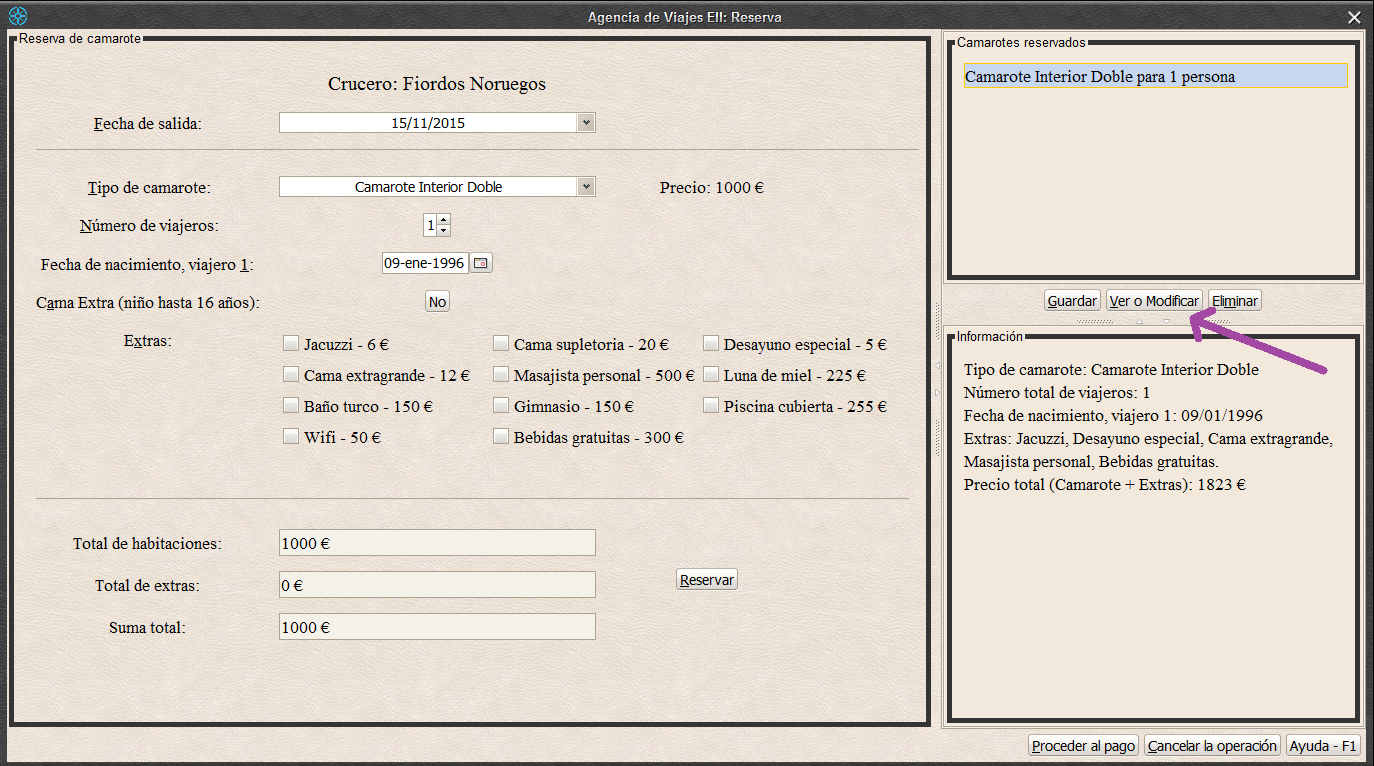 Agencia de Viajes EII: Reserva
Reserva de camarote
Crucero: Fiordos Noruegos
Fecha de salida: 15/11/2015
Tipo de camarote: Camarote Interior Doble Precio: 1000 €
Número de viajeros: 1
Fecha de nacimiento, viajero 1: 09-ene-1996
Cama Extra (niño hasta 16 años): No
Extras: Jacuzzi - 6 € Cama supletoria - 20 € Desayuno especial - 5 €
Cama extragrande - 12 € Masajista personal - 500 € Luna de miel - 225 €
Baño turco - 150 € Gimnasio - 150 € Piscina cubierta - 255 €
Wifi - 50 € Bebidas gratuitas - 300 €
Total de habitaciones: 1000 €
Total de extras: 0 €
Reservar
Suma total: 1000 €
Camarotes reservados
Camarote Interior Doble para 1 persona
Guardar Ver o Modificar Eliminar
Información
Tipo de camarote: Camarote Interior Doble
Número total de viajeros: 1
Fecha de nacimiento, viajero 1: 09/01/1996
Extras: Jacuzzi, Desayuno especial, Cama extragrande,
Masajista personal, Bebidas gratuitas.
Precio total (Camarote + Extras): 1823 €
Proceder al pago Cancelar la operación Ayuda - F1